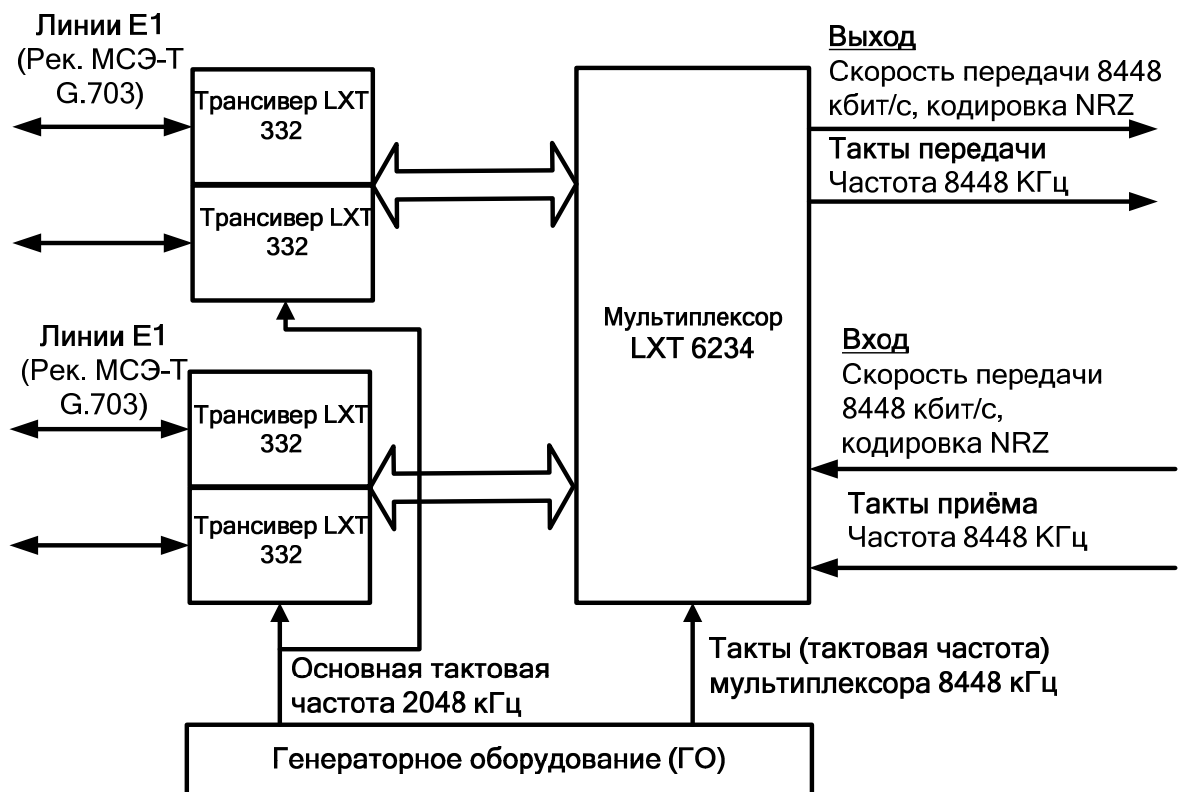 Линии Е1
(Рек. МСЭ-Т
G.703)
Трансивер LXT
332
Трансивер LXT
332
Линии Е1
(Рек. МСЭ-Т
G.703)
Трансивер LXT
332
Трансивер LXT
332
Мультиплексор
LXT 6234
Выход
Скорость передачи 8448
кбит/с, кодировка NRZ
Такты передачи
Частота 8448 КГц
Вход
Скорость передачи
8448 кбит/с,
кодировка NRZ
Такты приёма
Частота 8448 КГц
Основная тактовая
частота 2048 кГц
Такты (тактовая частота)
мультиплексора 8448 кГц
Генераторное оборудование (ГО)